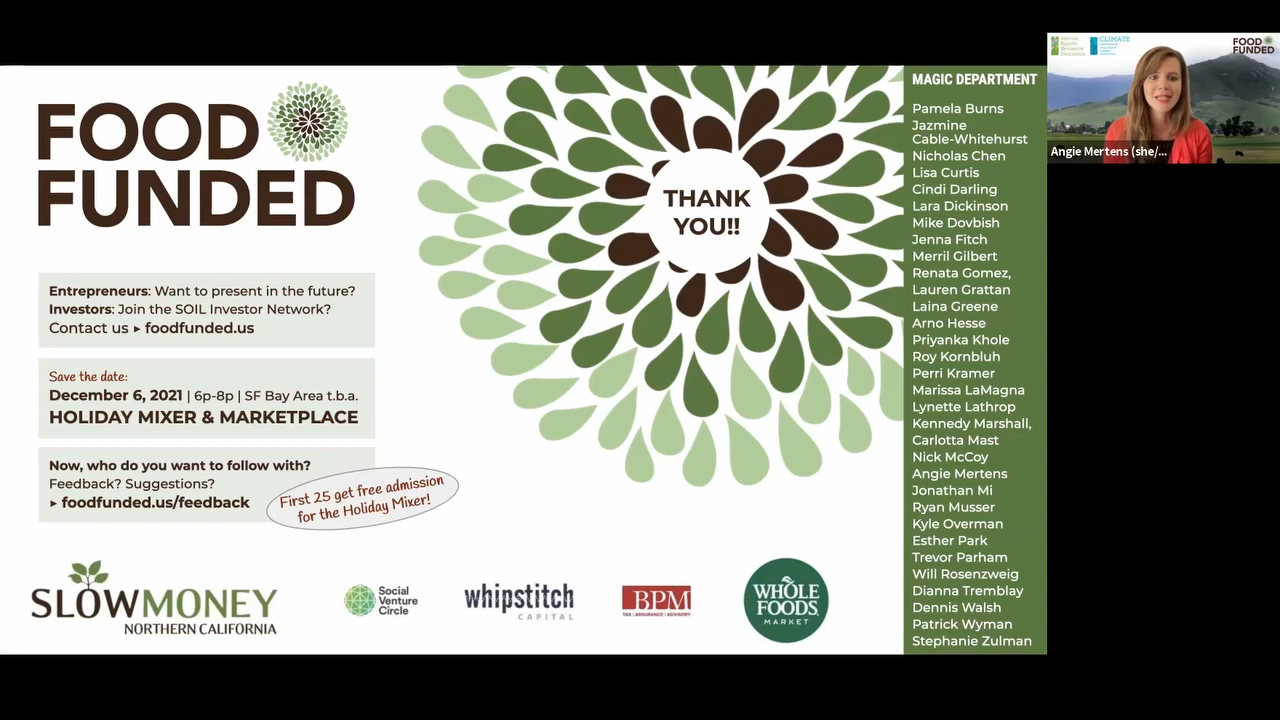 FOOD
FUNDED
Entrepreneurs: Want to present in the future?
Investors: Join the SOIL Investor Network?
Contact us ▸ foodfunded.us
Save the date:
December 6, 2021 | 6p-8p | SF Bay Area t.b.a.
HOLIDAY MIXER & MARKETPLACE
Now, who do you want to follow with?
Feedback? Suggestions?
▸ foodfunded.us/feedback
First 25 get free admission
for the Holiday Mixer!
THANK
YOU!!
SLOWMONEY
NORTHERN CALIFORNIA
Social
Venture
Circle
whipstitch
CAPITAL
BPM
TAX | ASSURANCE | ADVISORY
WHOLE
FOODS
MARKET
MAGIC DEPARTMENT
Pamela Burns
Jazmine
Cable-Whitehurst
Nicholas Chen
Lisa Curtis
Cindi Darling
Lara Dickinson
Mike Dovbish
Jenna Fitch
Merril Gilbert
Renata Gomez,
Lauren Grattan
Laina Greene
Arno Hesse
Priyanka Khole
Roy Kornbluh
Perri Kramer
Marissa LaMagna
Lynette Lathrop
Kennedy Marshall,
Carlotta Mast
Nick McCoy
Angie Mertens
Jonathan Mi
Ryan Musser
Kyle Overman
Esther Park
Trevor Parham
Will Rosenzweig
Dianna Tremblay
Dennis Walsh
Patrick Wyman
Stephanie Zulman
CLIMATE
FOOD
FUNDED
Angie Mertens (she/...